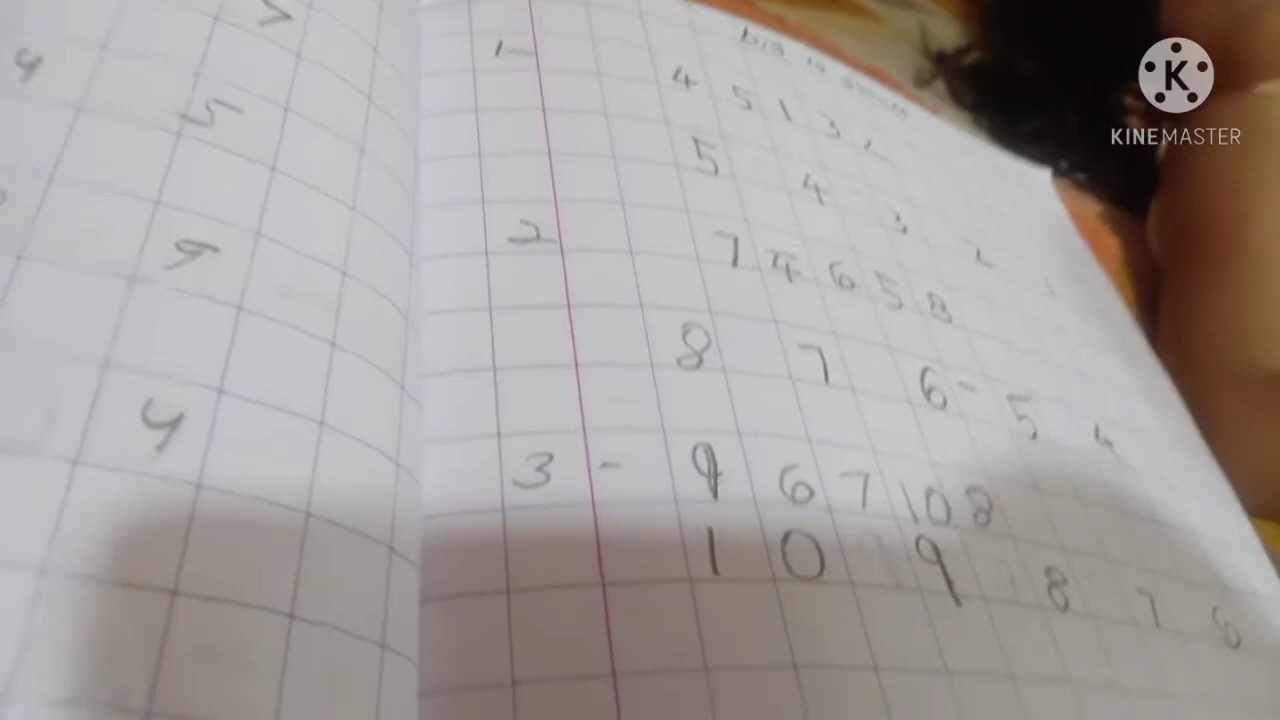 7
4
5
9
4
big to small
1-
4 5 1 3 2
5 4 3 2 1
2
7 4 6 5 8
8 7 6- 5 4
3 - 9 6 7 10 8
10 9 8 7 6
K
KINEMASTER